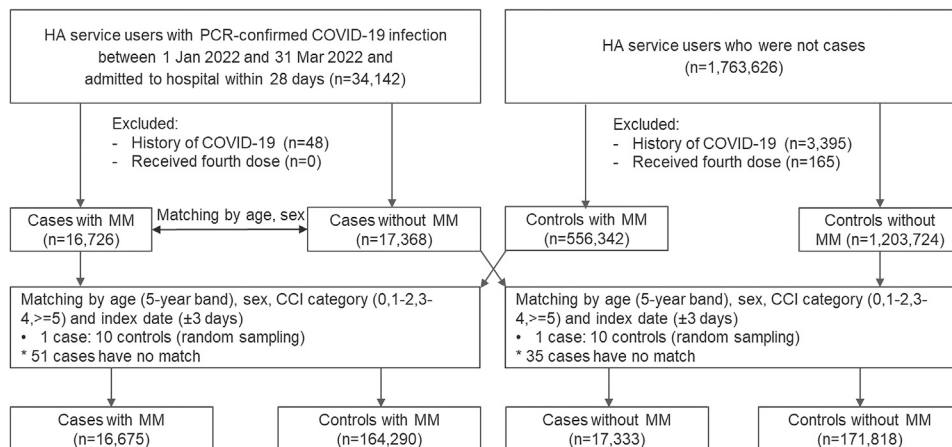 HA service users with PCR-confirmed COVID-19 infection
between 1 Jan 2022 and 31 Mar 2022 and
admitted to hospital within 28 days (n=34,142)
HA service users who were not cases
(n=1,763,626)
Excluded:
- History of COVID-19 (n=48)
- Received fourth dose (n=0)
Excluded:
- History of COVID-19 (n=3,395)
- Received fourth dose (n=165)
Cases with MM
(n=16,726)
Matching by age, sex
Cases without MM
(n=17,368)
Controls with MM
(n=556,342)
Controls without
MM (n=1,203,724)
Matching by age (5-year band), sex, CCI category (0,1-2,3-
4,>=5) and index date (±3 days)
• 1 case: 10 controls (random sampling)
* 51 cases have no match
Matching by age (5-year band), sex, CCI category (0,1-2,3-
4,>=5) and index date (±3 days)
• 1 case: 10 controls (random sampling)
* 35 cases have no match
Cases with MM
(n=16,675)
Controls with MM
(n=164,290)
Cases without MM
(n=17,333)
Controls without MM
(n=171,818)